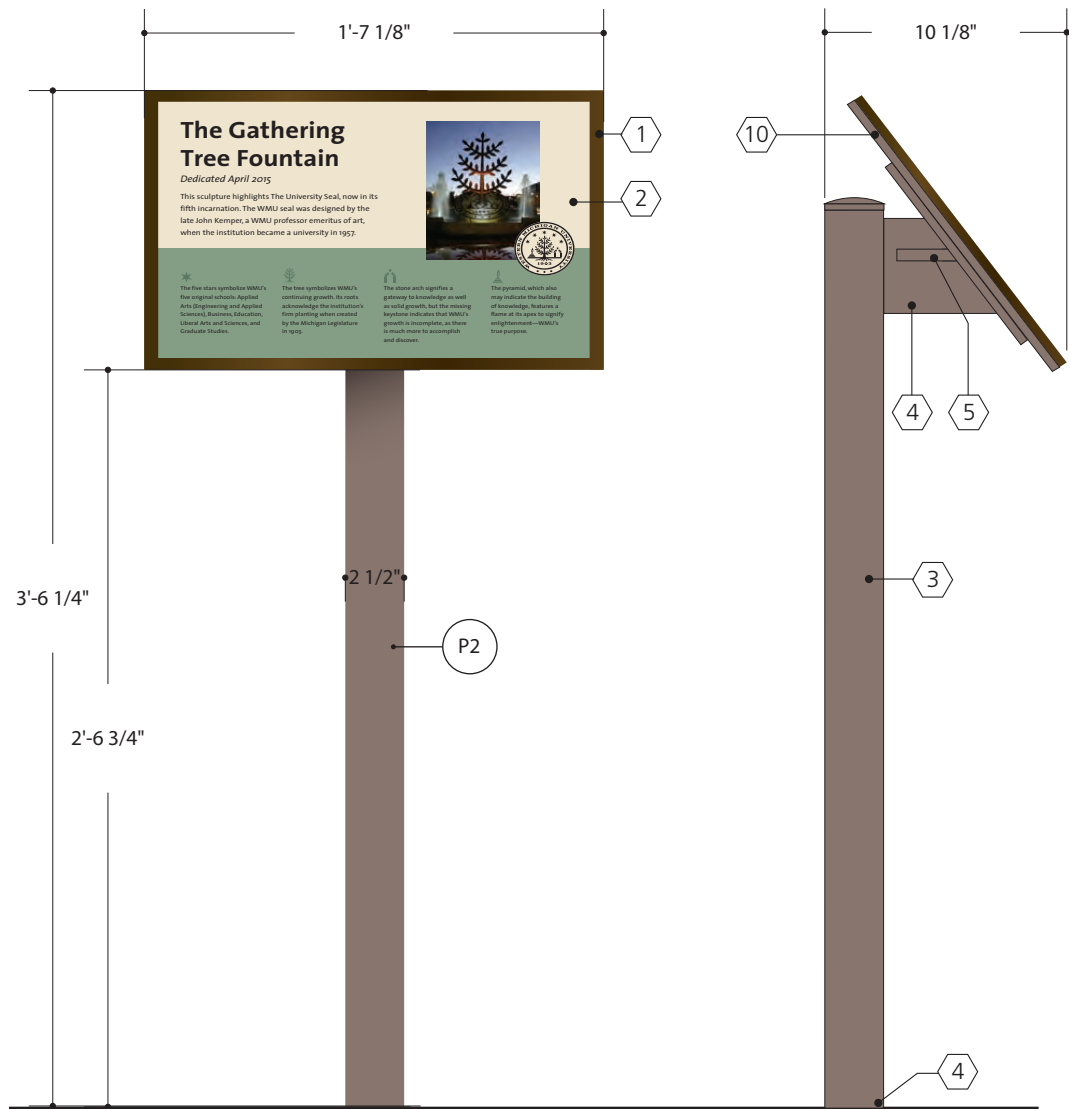 1'-7 1/8"
10 1/8"
The Gathering
Tree Fountain
Dedicated April 2015
This sculpture highlights The University Seal, now in its
fifth incarnation. The WMU seal was designed by the
late John Kemper, a WMU professor emeritus of art,
when the institution became a university in 1957.
WESTERN MICHIGAN UNIVERSITY
1903
The five stars symbolize WMU's
five original schools: Applied
Arts (Engineering and Applied
Sciences), Business, Education,
Liberal Arts and Sciences, and
Graduate Studies.
The tree symbolizes WMU's
continuing growth. Its roots
acknowledge the institution's
firm planting when created
by the Michigan Legislature
in 1903.
The stone arch signifies a
gateway to knowledge as well
as solid growth, but the missing
keystone indicates that WMU's
growth is incomplete, as there
is much more to accomplish
and discover.
The pyramid, which also
may indicate the building
of knowledge, features a
flame at its apex to signify
enlightenment—WMU's
true purpose.
1
2
10
4
5
2 1/2"
3
3'-6 1/4"
P2
2'-6 3/4"
4